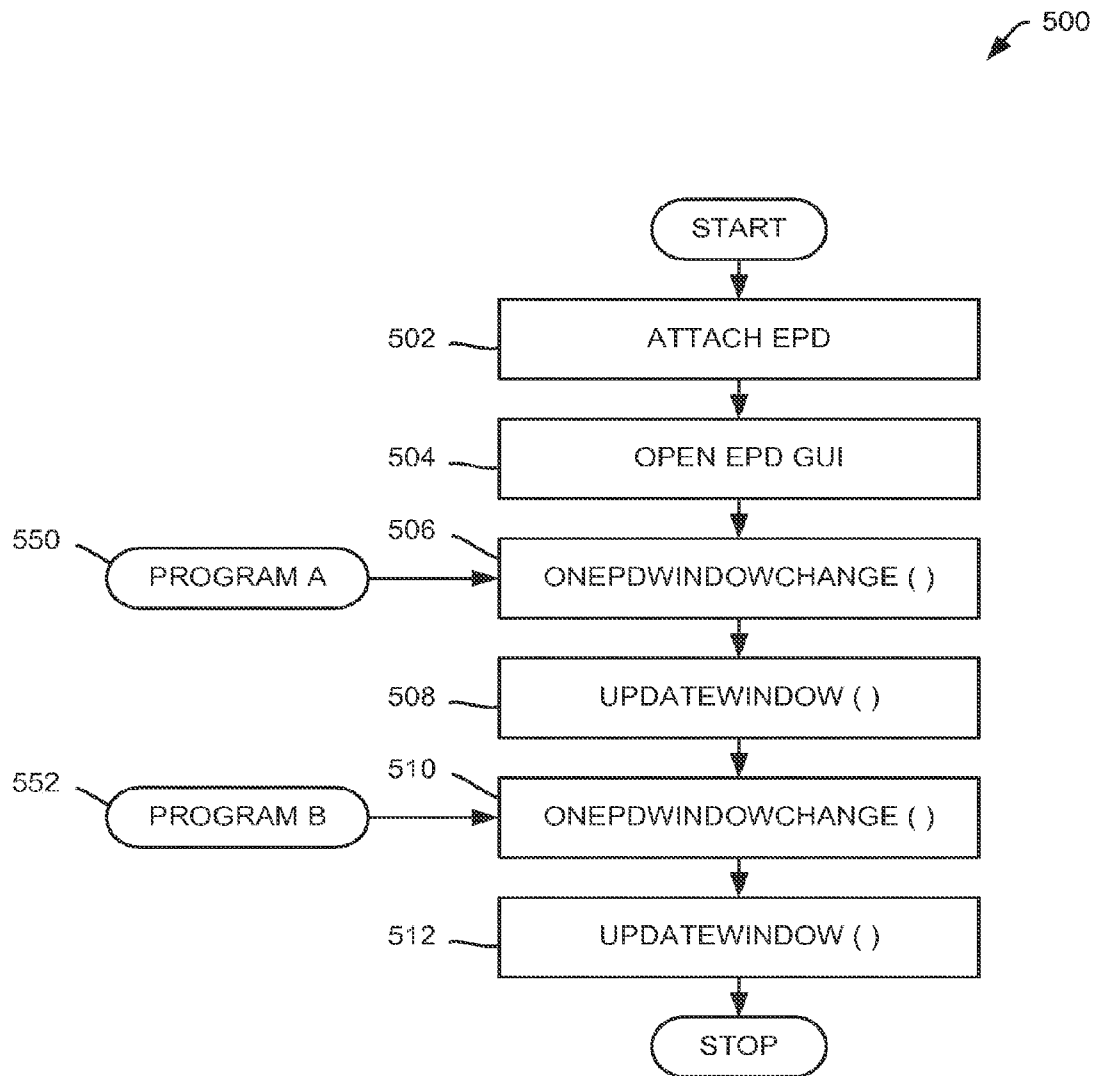 500
START
502
ATTACH EPD
504
OPEN EPD GUI
550
PROGRAM A
506
ONEPDWINDOWCHANGE ( )
508
UPDATEWINDOW ( )
552
PROGRAM B
510
ONEPDWINDOWCHANGE ( )
512
UPDATEWINDOW ( )
STOP